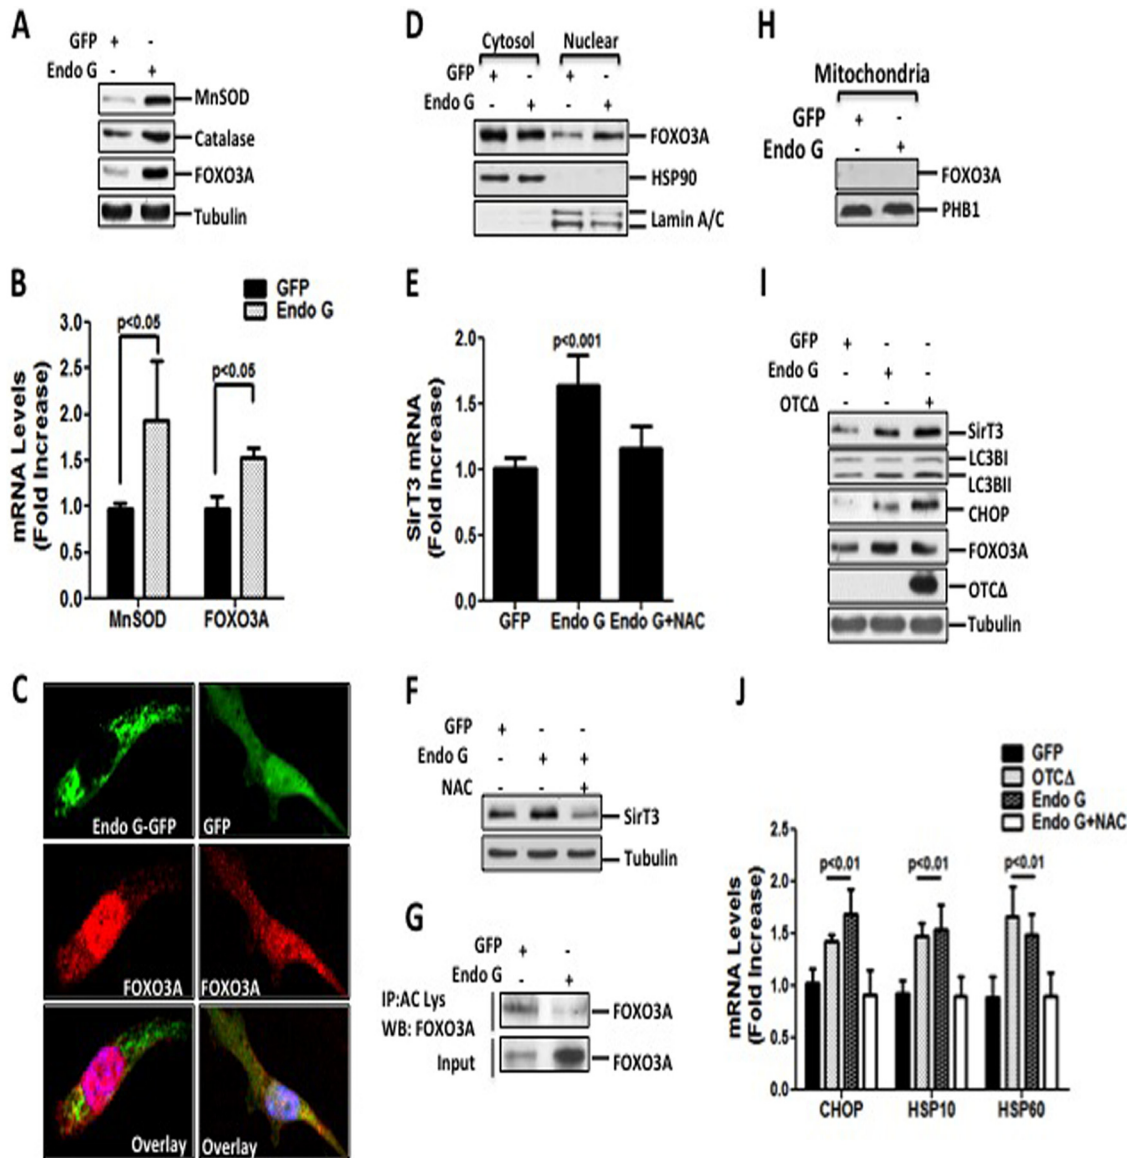 A
GFP + -
Endo G - +
MnSOD
Catalase
FOXO3A
Tubulin
B
GFP
Endo G
mRNA Levels
(Fold Increase)
3.0
2.5
2.0
1.5
1.0
0.5
0.0
p<0.05
p<0.05
MnSOD FOXO3A
C
Endo G-GFP GFP
FOXO3A FOXO3A
Overlay Overlay
D
Cytosol Nuclear
GFP + - + -
Endo G - + - +
FOXO3A
HSP90
Lamin A/C
E
SirT3 mRNA
(Fold Increase)
2.0
1.5
1.0
0.5
0.0
p<0.001
GFP Endo G Endo G+NAC
F
GFP + - -
Endo G - + +
NAC - - +
SirT3
Tubulin
G
GFP + -
Endo G - +
IP:AC Lys
WB: FOXO3A
FOXO3A
Input
FOXO3A
H
Mitochondria
GFP + -
Endo G - +
FOXO3A
PHB1
I
GFP + - -
Endo G - + -
OTCΔ - - +
SirT3
LC3BI
LC3BII
CHOP
FOXO3A
OTCΔ
Tubulin
J
GFP
OTCΔ
Endo G
Endo G+NAC
mRNA Levels
(Fold Increase)
2.5
2.0
1.5
1.0
0.5
0.0
p<0.01 p<0.01 p<0.01
CHOP HSP10 HSP60